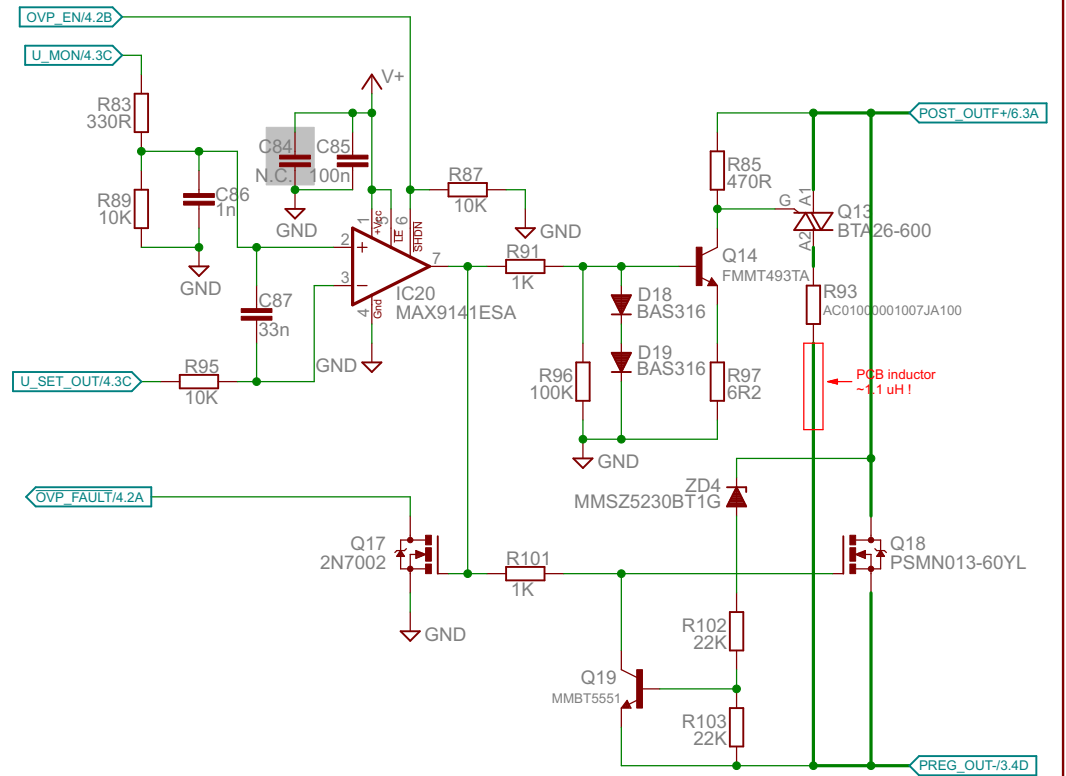 OVP_EN/4.2B
U_MON/4.3C
V+
R83
330R
POST_OUTF+/6.3A
C84
N.C.
C85
100n
R85
470R
R87
10K
R89
10K
C86
1n
GND
GND
GND
1
+Vcc
5
LE
6
SHDN
G
A1
A2
Q13
BTA26-600
2
3
7
4
Gnd
IC20
MAX9141ESA
R91
1K
Q14
FMMT493TA
C87
33n
D18
BAS316
R93
AC01000001007JA100
GND
R95
10K
U_SET_OUT/4.3C
D19
BAS316
R96
100K
R97
6R2
PCB inductor
~1.1 uH !
GND
OVP_FAULT/4.2A
ZD4
MMSZ5230BT1G
Q17
2N7002
R101
1K
Q18
PSMN013-60YL
GND
R102
22K
Q19
MMBT5551
R103
22K
PREG_OUT-/3.4D